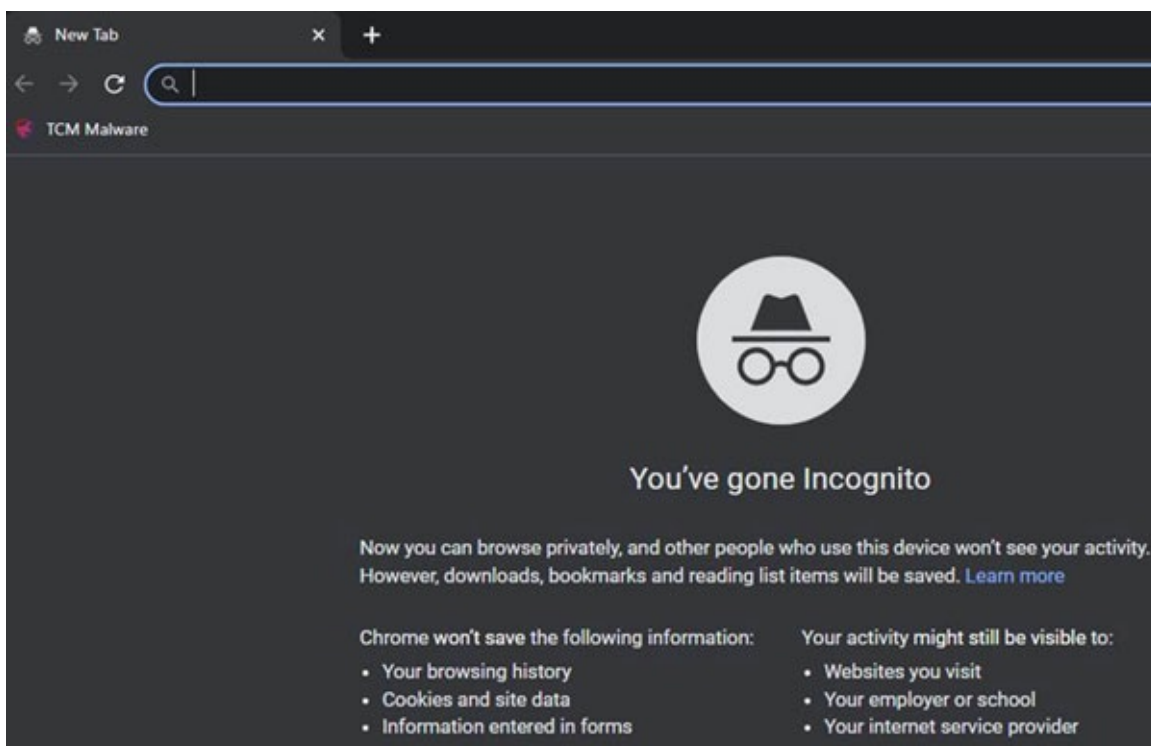 New Tab
TCM Malware
You've gone Incognito
Now you can browse privately, and other people who use this device won't see your activity.
However, downloads, bookmarks and reading list items will be saved. Learn more
Chrome won't save the following information:
• Your browsing history
• Cookies and site data
• Information entered in forms
Your activity might still be visible to:
• Websites you visit
• Your employer or school
• Your internet service provider